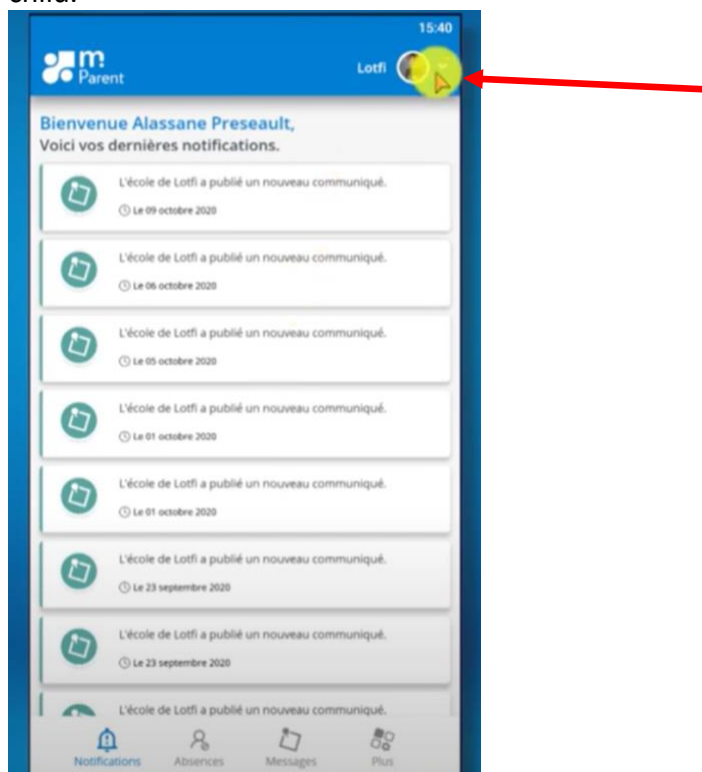 15:40
m
Parent
Lotfi
Bienvenue Alassane Preseault,
Voici vos dernières notifications.
L'école de Lotfi a publié un nouveau communiqué.
Le 09 octobre 2020
L'école de Lotfi a publié un nouveau communiqué.
Le 06 octobre 2020
L'école de Lotfi a publié un nouveau communiqué.
Le 05 octobre 2020
L'école de Lotfi a publié un nouveau communiqué.
Le 01 octobre 2020
L'école de Lotfi a publié un nouveau communiqué.
Le 01 octobre 2020
L'école de Lotfi a publié un nouveau communiqué.
Le 23 septembre 2020
L'école de Lotfi a publié un nouveau communiqué.
Le 23 septembre 2020
L'école de Lotfi a publié un nouveau communiqué.
Notifications Absences Messages Plus